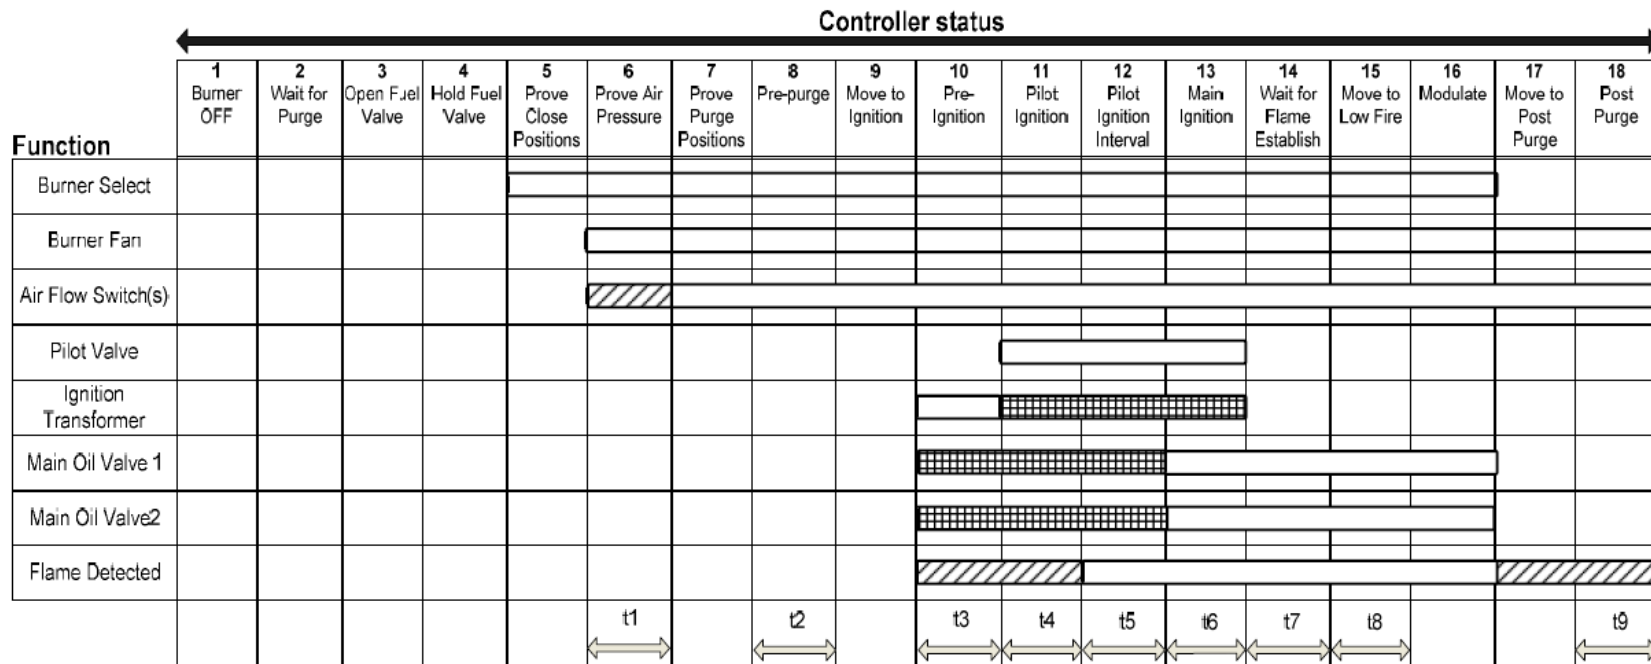 Controller status
1
Burner
OFF
2
Wait for
Purge
3
Open Fuel
Valve
4
Hold Fuel
Valve
5
Prove
Close
Positions
6
Prove Air
Pressure
7
Prove
Purge
Positions
8
Pre-purge
9
Move to
Ignition
10
Pre-
Ignition
11
Pilot
Ignition
12
Pilot
Ignition
Interval
13
Main
Ignition
14
Wait for
Flame
Establish
15
Move to
Low Fire
16
Modulate
17
Move to
Post
Purge
18
Post
Purge
Function
Burner Select
Burner Fan
Air Flow Switch(s)
Pilot Valve
Ignition
Transformer
Main Oil Valve 1
Main Oil Valve2
Flame Detected
t1 t2 t3 t4 t5 t6 t7 t8 t9